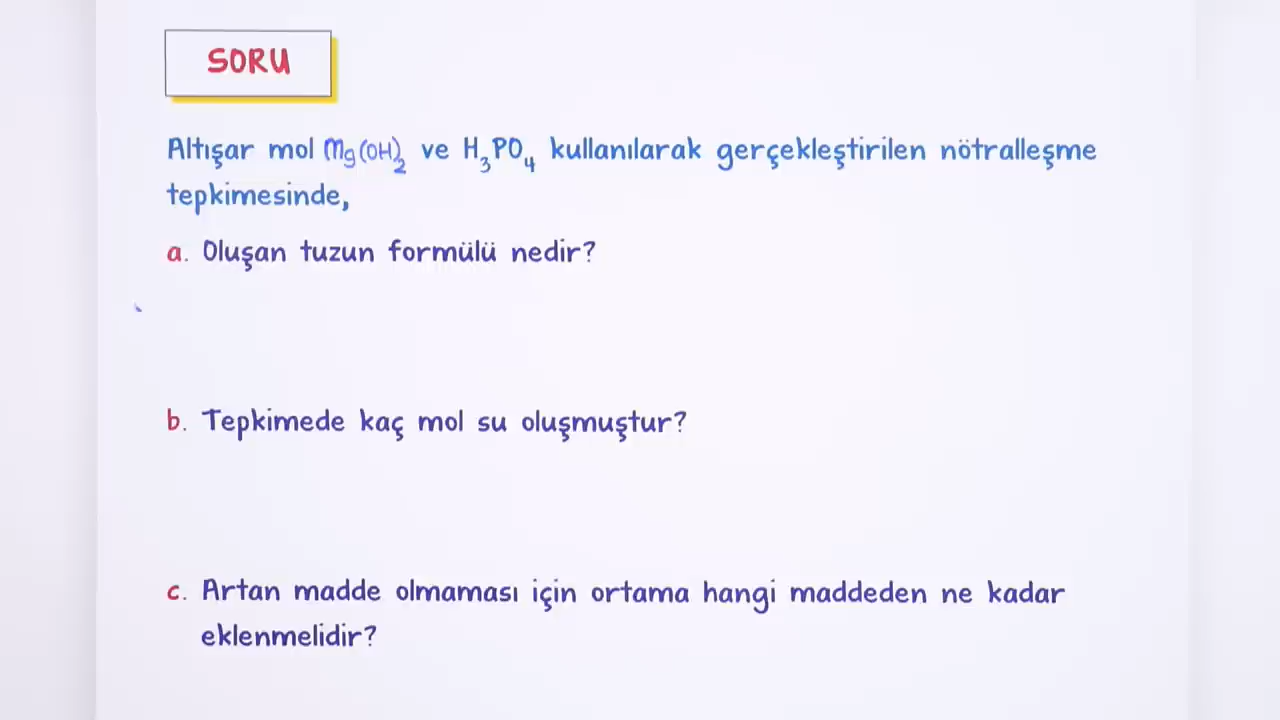 SORU
Altışar mol Mg(OH)₂ ve H₃PO₄ kullanılarak gerçekleştirilen nötralleşme
tepkimesinde,
a. Oluşan tuzun formülü nedir?
b. Tepkimede kaç mol su oluşmuştur?
c. Artan madde olmaması için ortama hangi maddeden ne kadar
eklenmelidir?